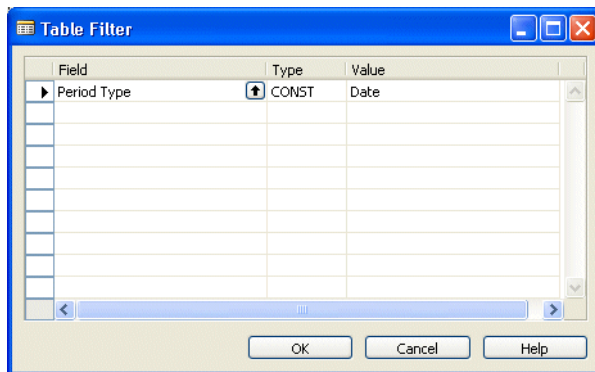 Table Filter
Field Type Value
Period Type CONST Date
OK Cancel Help